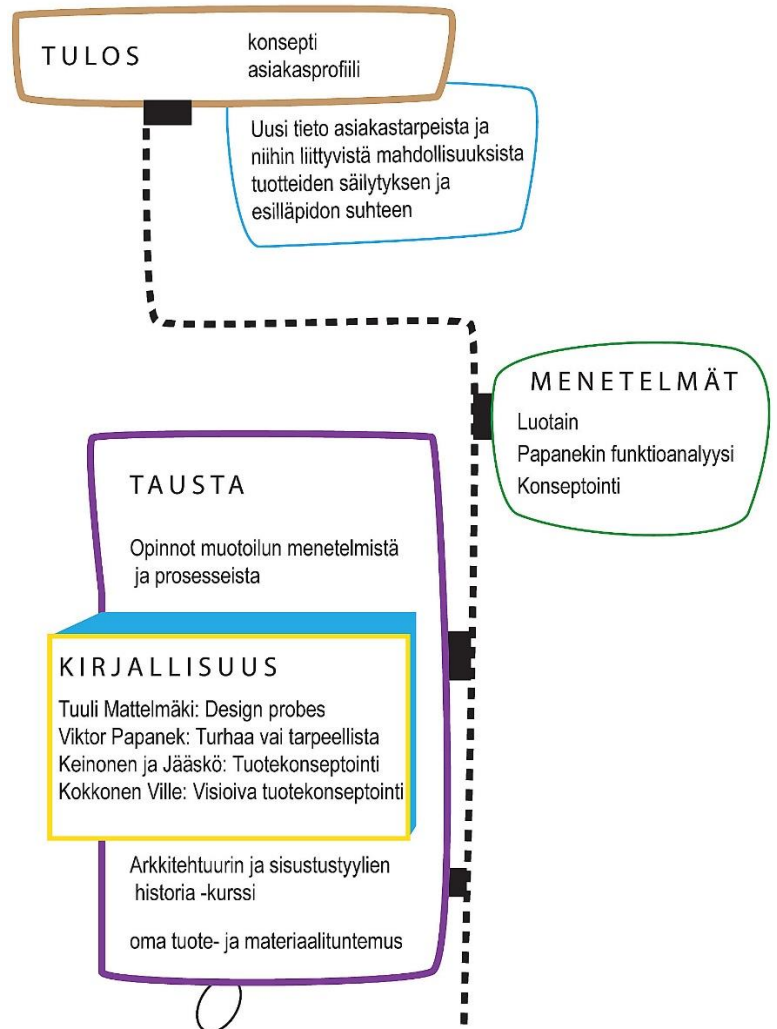 TULOS
konsepti
asiakasprofiili
Uusi tieto asiakastarpeista ja
niihin liittyvistä mahdollisuuksista
tuotteiden säilytyksen ja
esilläpidon suhteen
MENETELMÄT
Luotain
Papanekin funktioanalyysi
Konseptointi
TAUSTA
Opinnot muotoilun menetelmistä
ja prosesseista
KIRJALLISUUS
Tuuli Mattelmäki: Design probes
Viktor Papanek: Turhaa vai tarpeellista
Keinonen ja Jääskö: Tuotekonseptointi
Kokkonen Ville: Visioiva tuotekonseptointi
Arkkitehtuurin ja sisustustyylien
historia -kurssi
oma tuote- ja materiaalituntemus